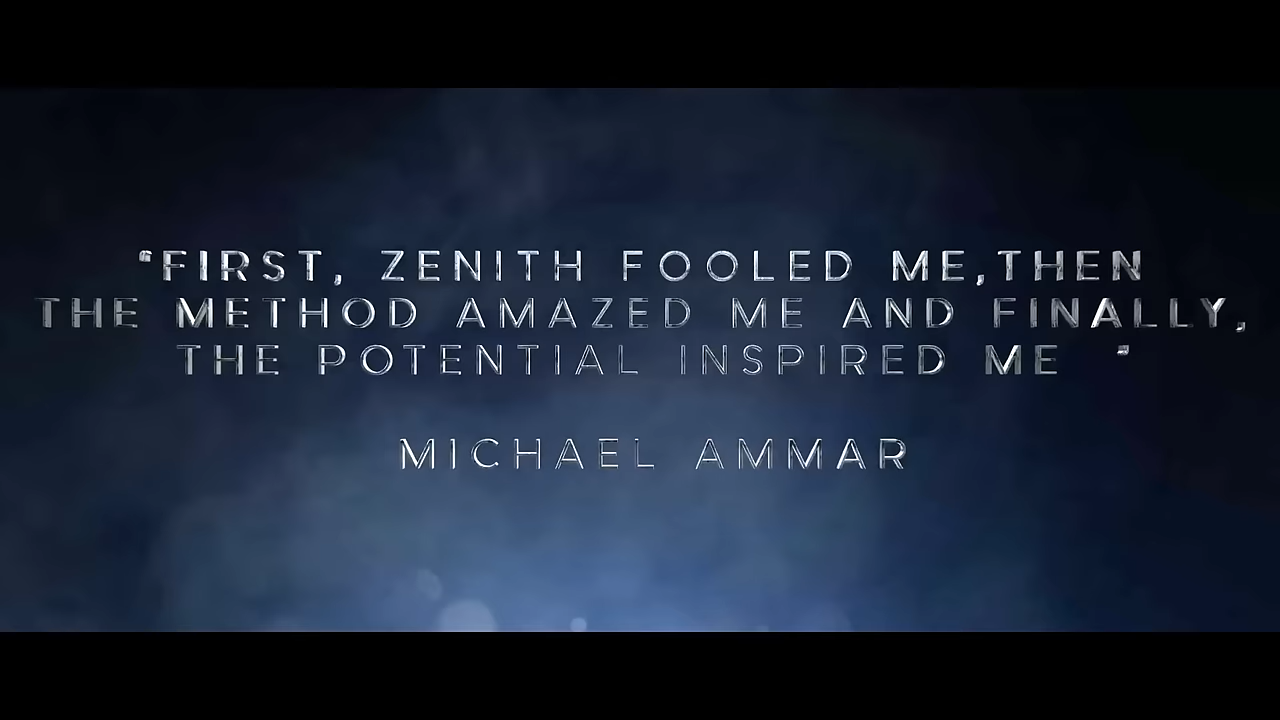 “FIRST, ZENITH FOOLED ME,THEN
THE METHOD AMAZED ME AND FINALLY,
THE POTENTIAL INSPIRED ME ”
MICHAEL AMMAR